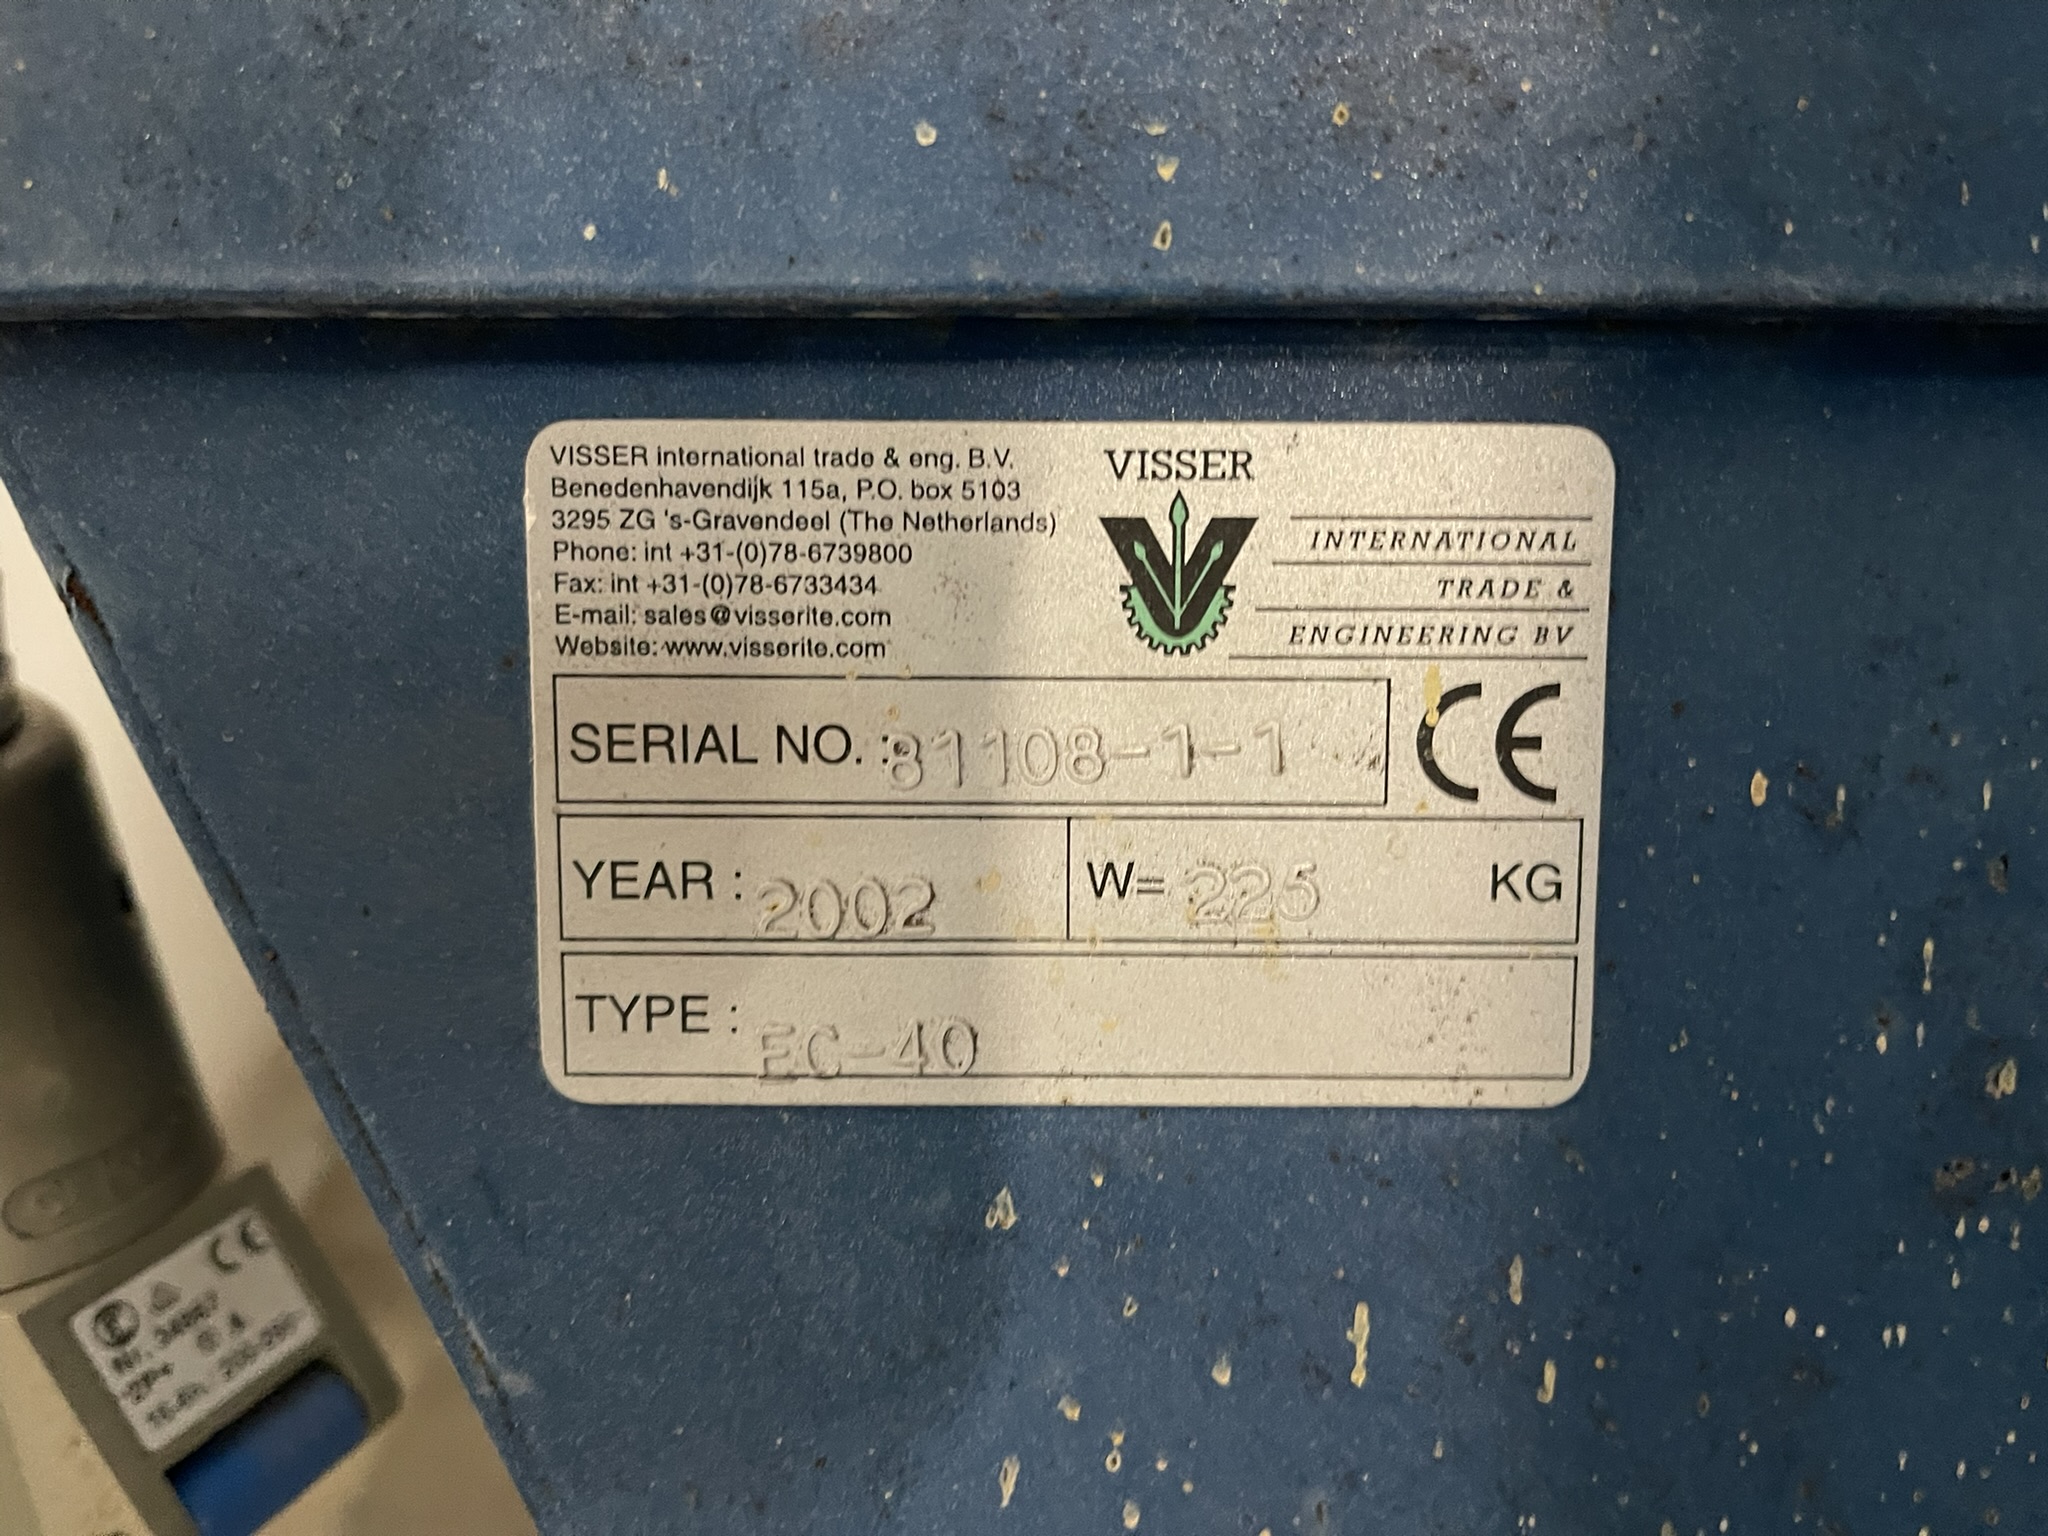 VISSER international trade & eng. B.V.
Benedenhavendijk 115a, P.O. box 5103
3295 ZG 's-Gravendeel (The Netherlands)
Phone: int +31-(0)78-6739800
Fax: int +31-(0)78-6733434
E-mail: sales@visserite.com
Website: www.visserite.com
VISSER
INTERNATIONAL
TRADE &
ENGINEERING BV
SERIAL NO. : 81108-1-1
CE
YEAR : 2002
W= 225 KG
TYPE : EC-40
CE